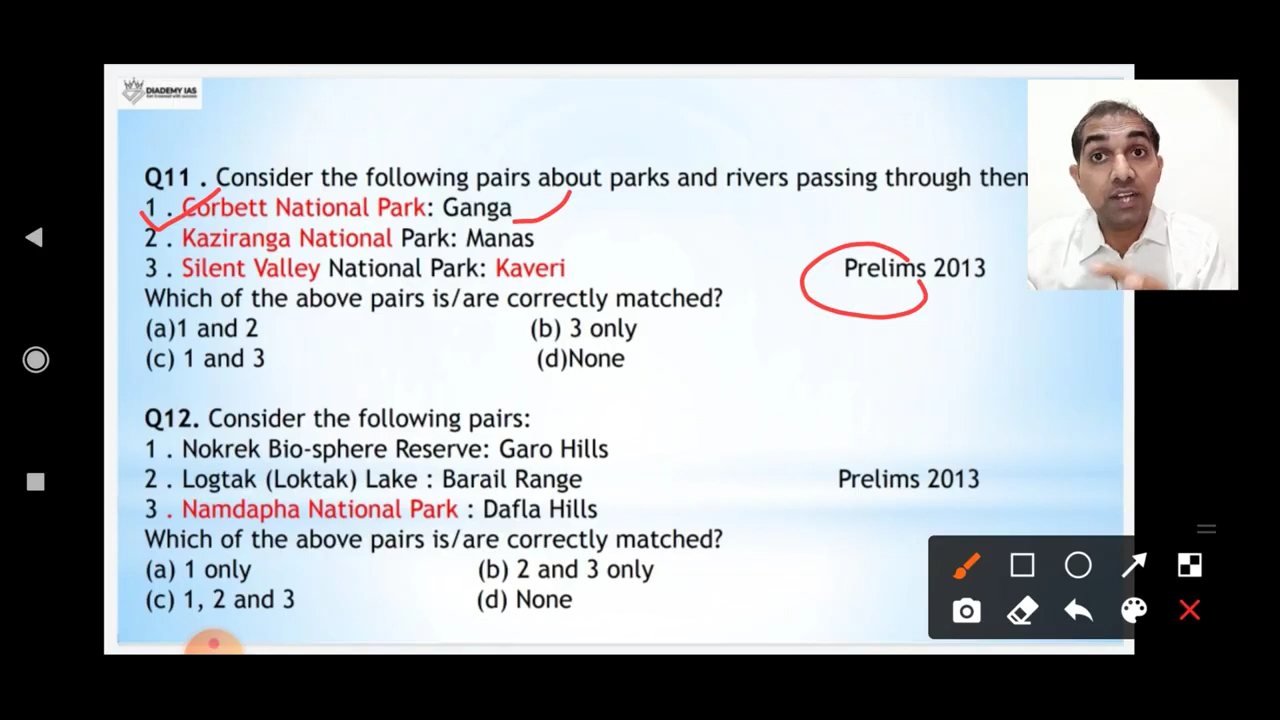 DIADEMY IAS
Q11 . Consider the following pairs about parks and rivers passing through then
1 . Corbett National Park: Ganga
2 . Kaziranga National Park: Manas
3 . Silent Valley National Park: Kaveri
Prelims 2013
Which of the above pairs is/are correctly matched?
(a)1 and 2
(b) 3 only
(c) 1 and 3
(d)None
Q12. Consider the following pairs:
1 . Nokrek Bio-sphere Reserve: Garo Hills
2 . Logtak (Loktak) Lake : Barail Range
Prelims 2013
3 . Namdapha National Park : Dafla Hills
Which of the above pairs is/are correctly matched?
(a) 1 only
(b) 2 and 3 only
(c) 1, 2 and 3
(d) None